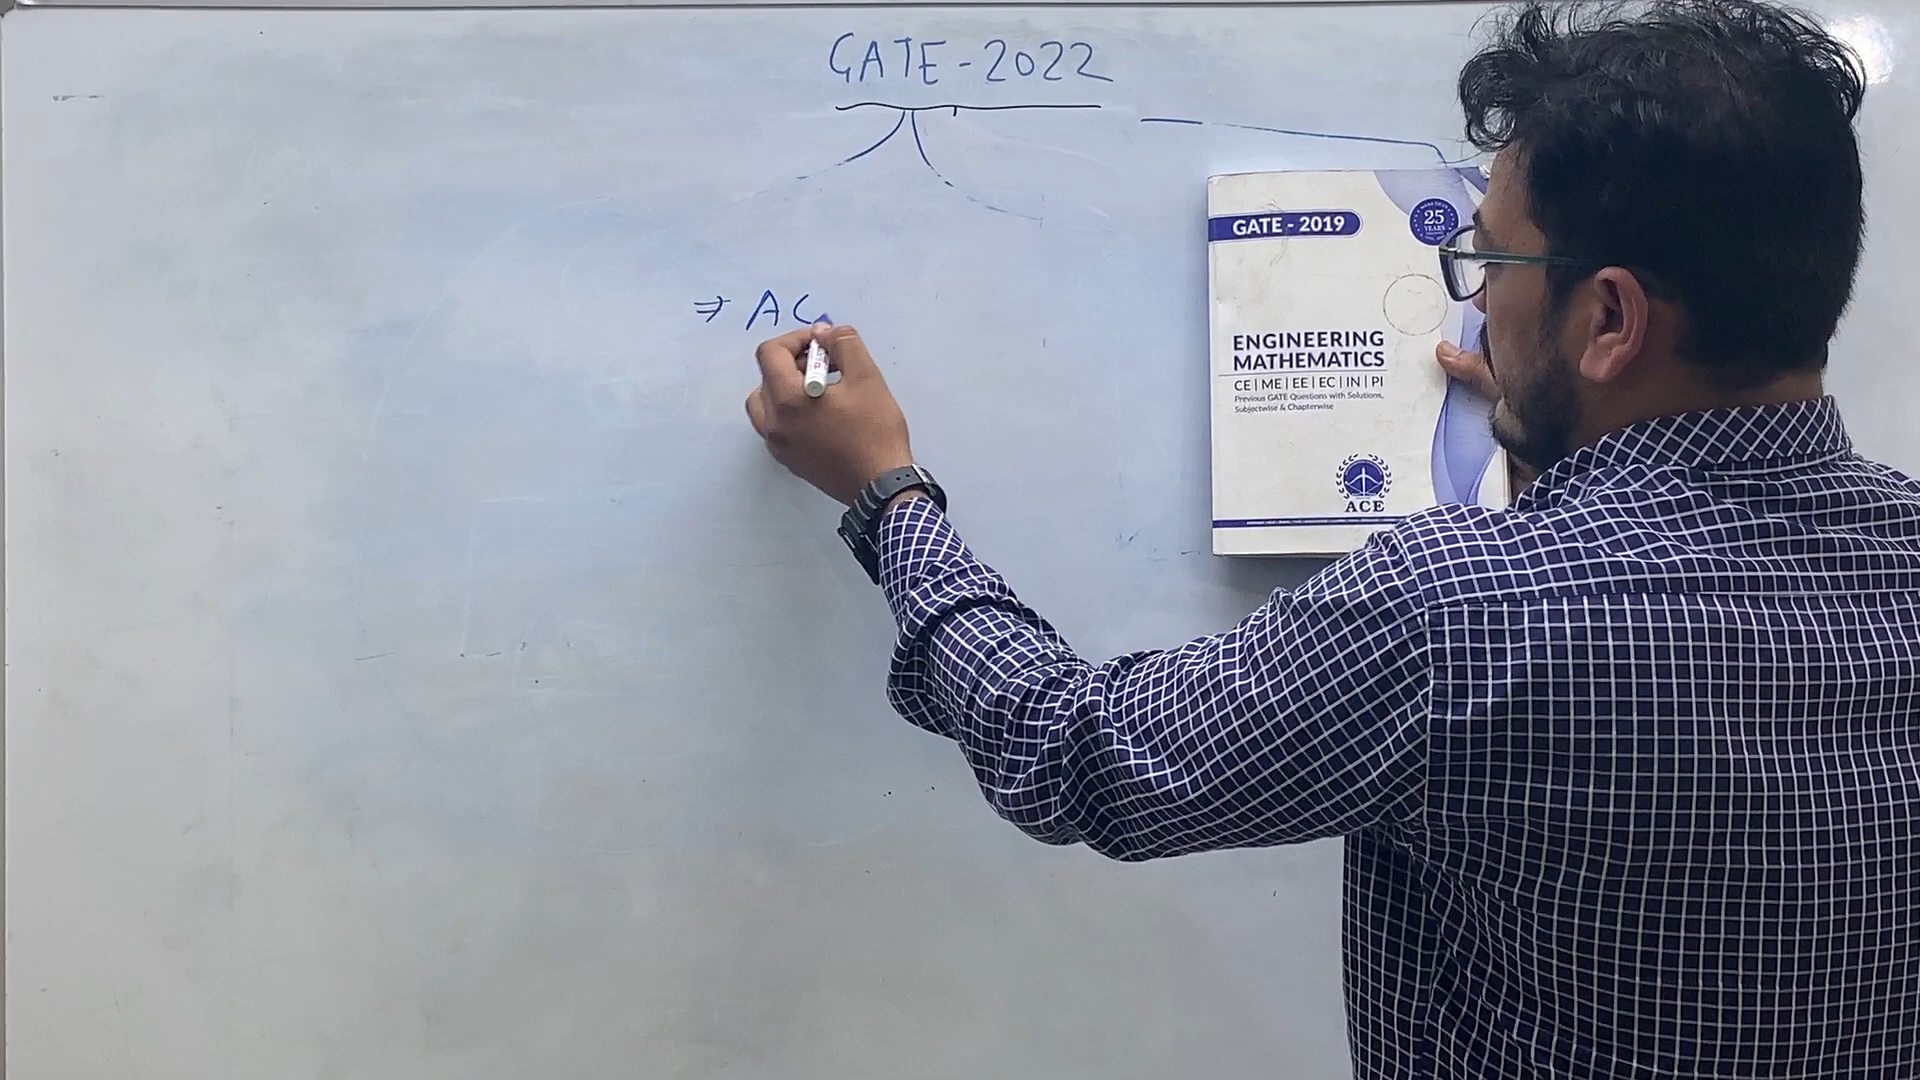 GATE-2022
⇒ AC
GATE - 2019
25
YEARS
ENGINEERING
MATHEMATICS
CE | ME | EE | EC | IN | PI
Previous GATE Questions with Solutions,
Subjectwise & Chapterwise
ACE